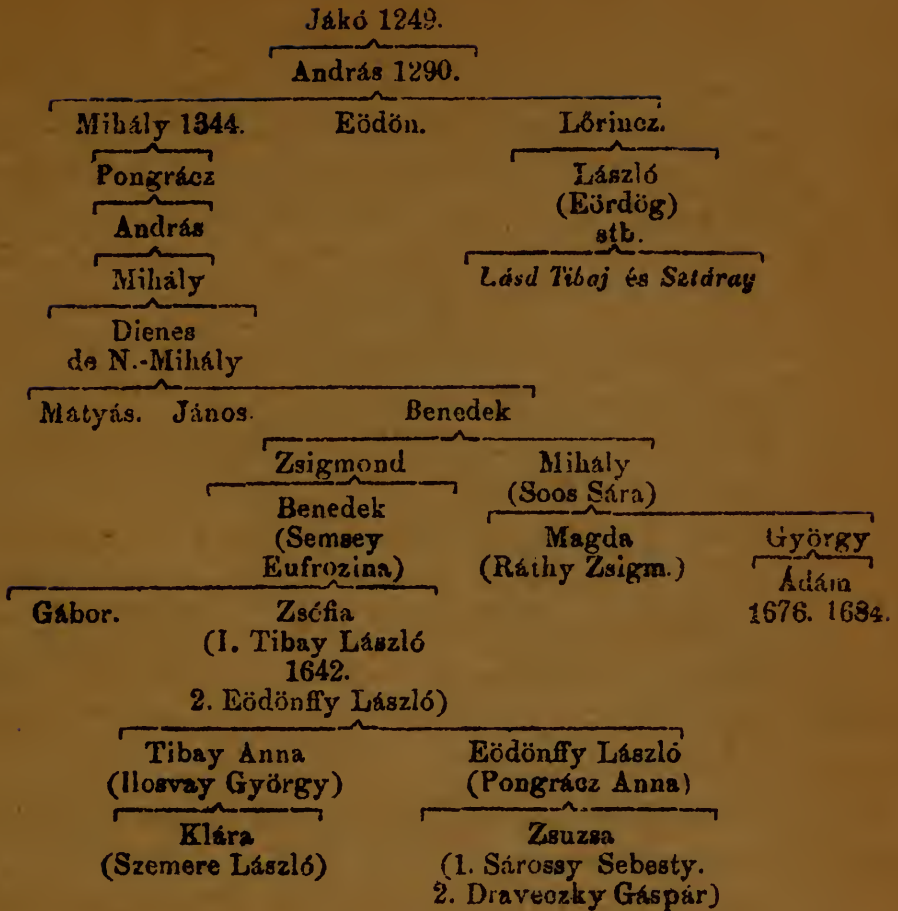 Jákó 1249.
András 1290.
Mihály 1344. Eödön. Lőrincz.
Pongrácz László
(Eördög)
András stb.
Mihály Lásd Tibaj és Sztáray
Dienes
de N.-Mihály
Matyás. János. Benedek
Zsigmond Mihály
(Soos Sára)
Benedek Magda György
(Semsey (Ráthy Zsigm.) Ádám
Eufrozina) 1676. 1684.
Gábor. Zsófia
(1. Tibay László
1642.
2. Eödönffy László)
Tibay Anna Eödönffy László
(Ilosvay György) (Pongrácz Anna)
Klára Zsuzsa
(Szemere László) (1. Sárossy Sebesty.
2. Draveczky Gáspár)